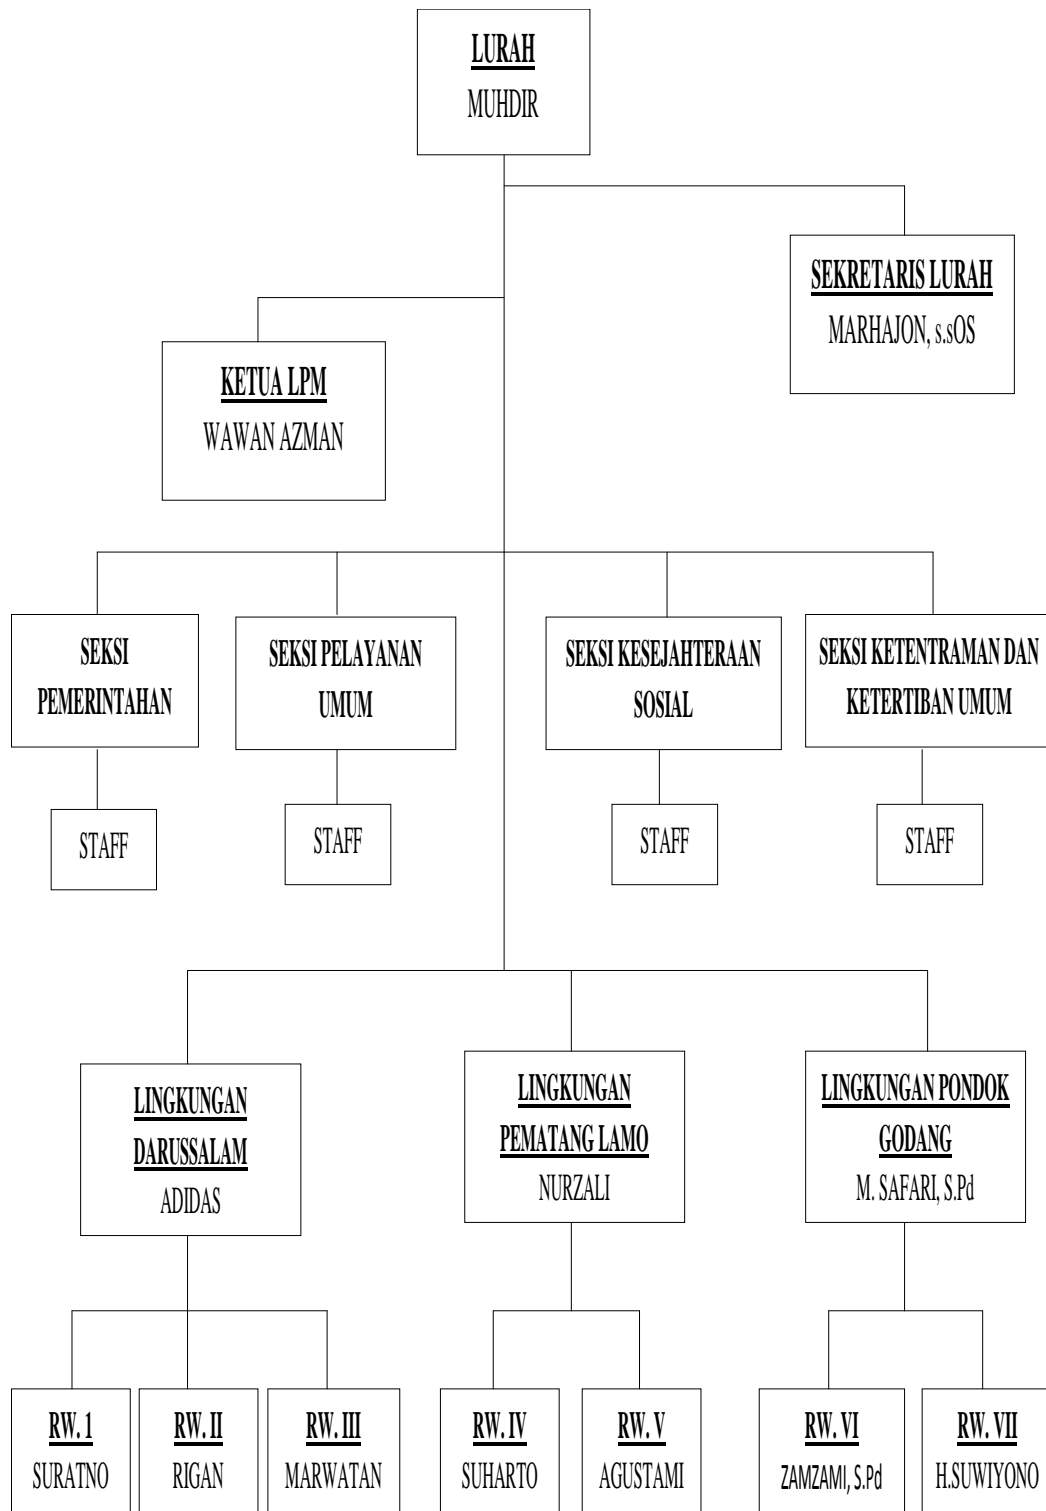 LURAH
MUHDIR
SEKRETARIS LURAH
MARHAJON, s.sOS
KETUA LPM
WAWAN AZMAN
SEKSI
PEMERINTAHAN
SEKSI PELAYANAN
UMUM
SEKSI KESEJAHTERAAN
SOSIAL
SEKSI KETENTRAMAN DAN
KETERTIBAN UMUM
STAFF
STAFF
STAFF
STAFF
LINGKUNGAN
DARUSSALAM
ADIDAS
LINGKUNGAN
PEMATANG LAMO
NURZALI
LINGKUNGAN PONDOK
GODANG
M. SAFARI, S.Pd
RW. 1
SURATNO
RW. II
RIGAN
RW. III
MARWATAN
RW. IV
SUHARTO
RW. V
AGUSTAMI
RW. VI
ZAMZAMI, S.Pd
RW. VII
H.SUWIYONO